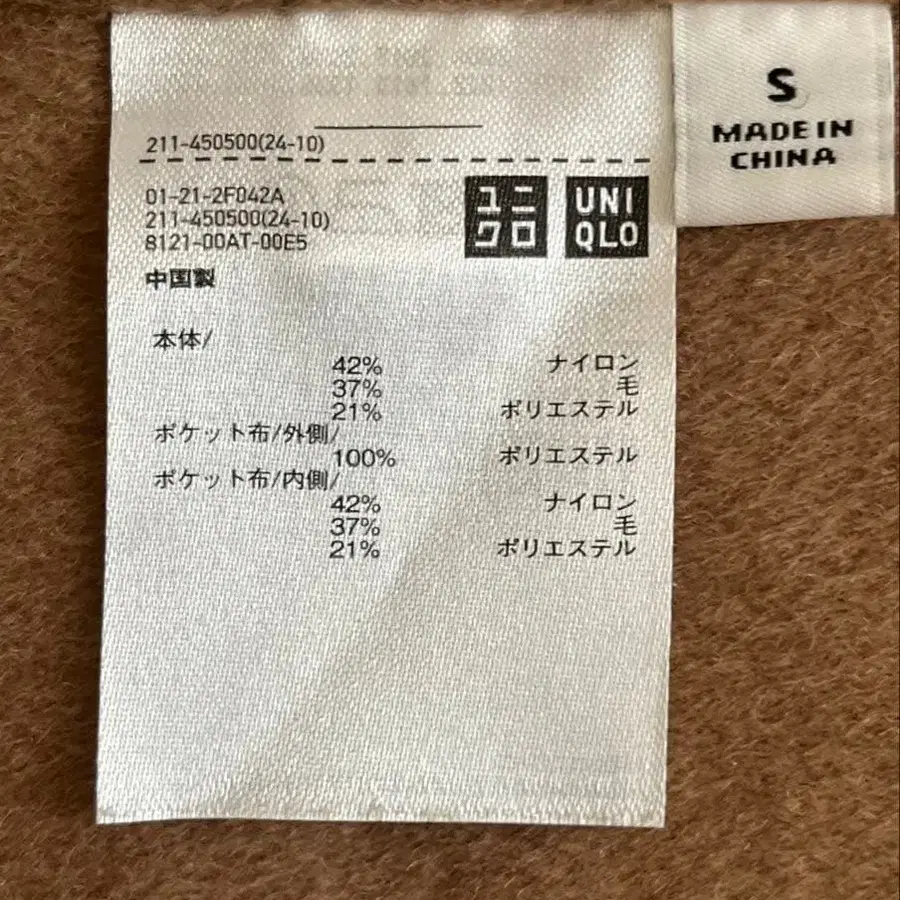 211-450500(24-10)
01-21-2F042A
211-450500(24-10)
8121-00AT-00E5
中国製
ユニ
クロ
UNI
QLO
本体/
42% ナイロン
37% 毛
21% ポリエステル
ポケット布/外側/
100% ポリエステル
ポケット布/内側/
42% ナイロン
37% 毛
21% ポリエステル
S
MADE IN
CHINA